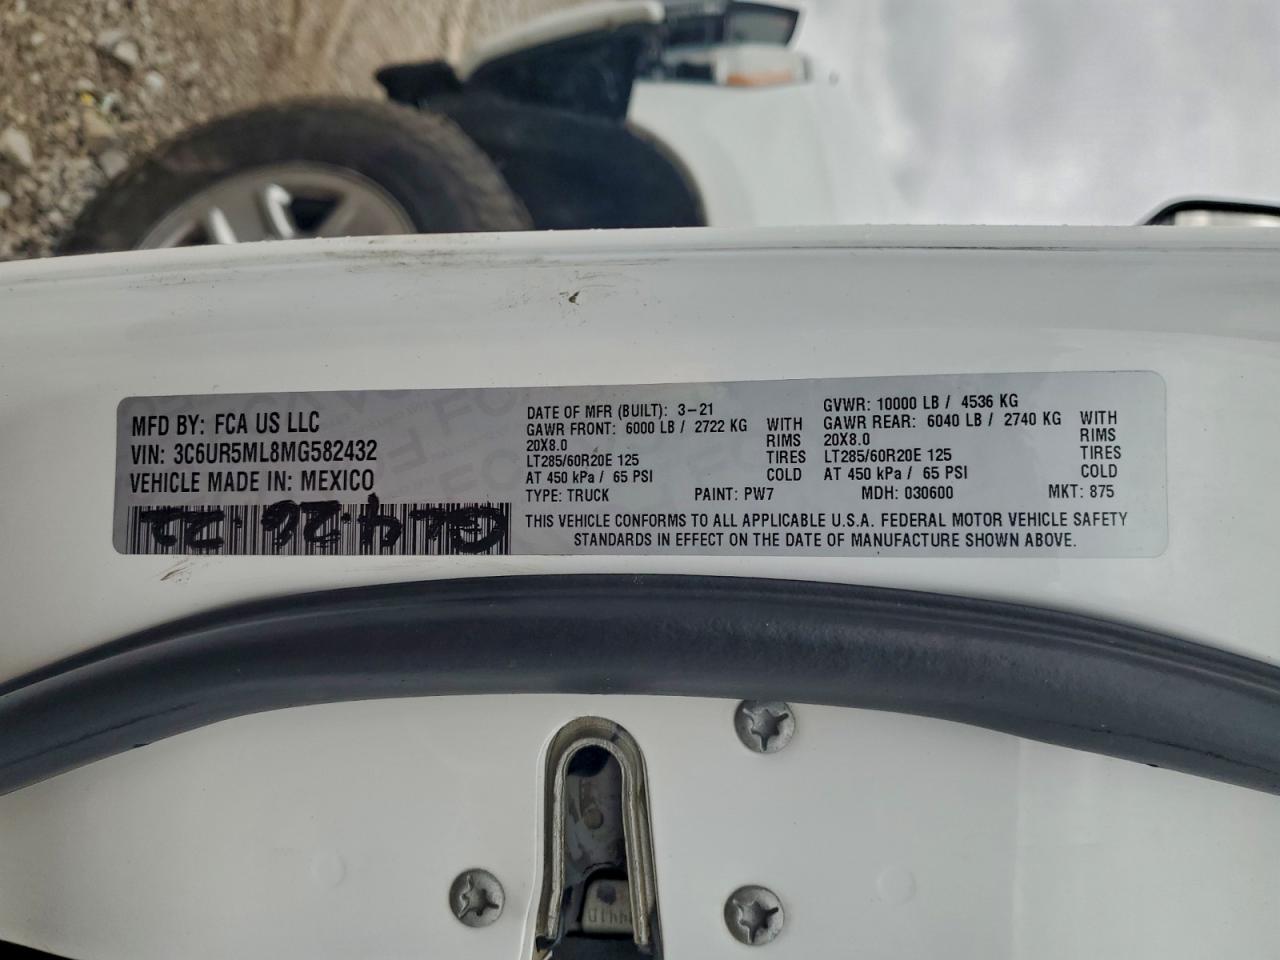 MFD BY: FCA US LLC
VIN: 3C6UR5ML8MG582432
VEHICLE MADE IN: MEXICO
4.26.22
DATE OF MFR (BUILT): 3-21
GAWR FRONT: 6000 LB / 2722 KG WITH
20X8.0 RIMS
LT285/60R20E 125 TIRES
AT 450 kPa / 65 PSI COLD
GVWR: 10000 LB / 4536 KG
GAWR REAR: 6040 LB / 2740 KG WITH
20X8.0 RIMS
LT285/60R20E 125 TIRES
AT 450 kPa / 65 PSI COLD
TYPE: TRUCK PAINT: PW7 MDH: 030600 MKT: 875
THIS VEHICLE CONFORMS TO ALL APPLICABLE U.S.A. FEDERAL MOTOR VEHICLE SAFETY
STANDARDS IN EFFECT ON THE DATE OF MANUFACTURE SHOWN ABOVE.